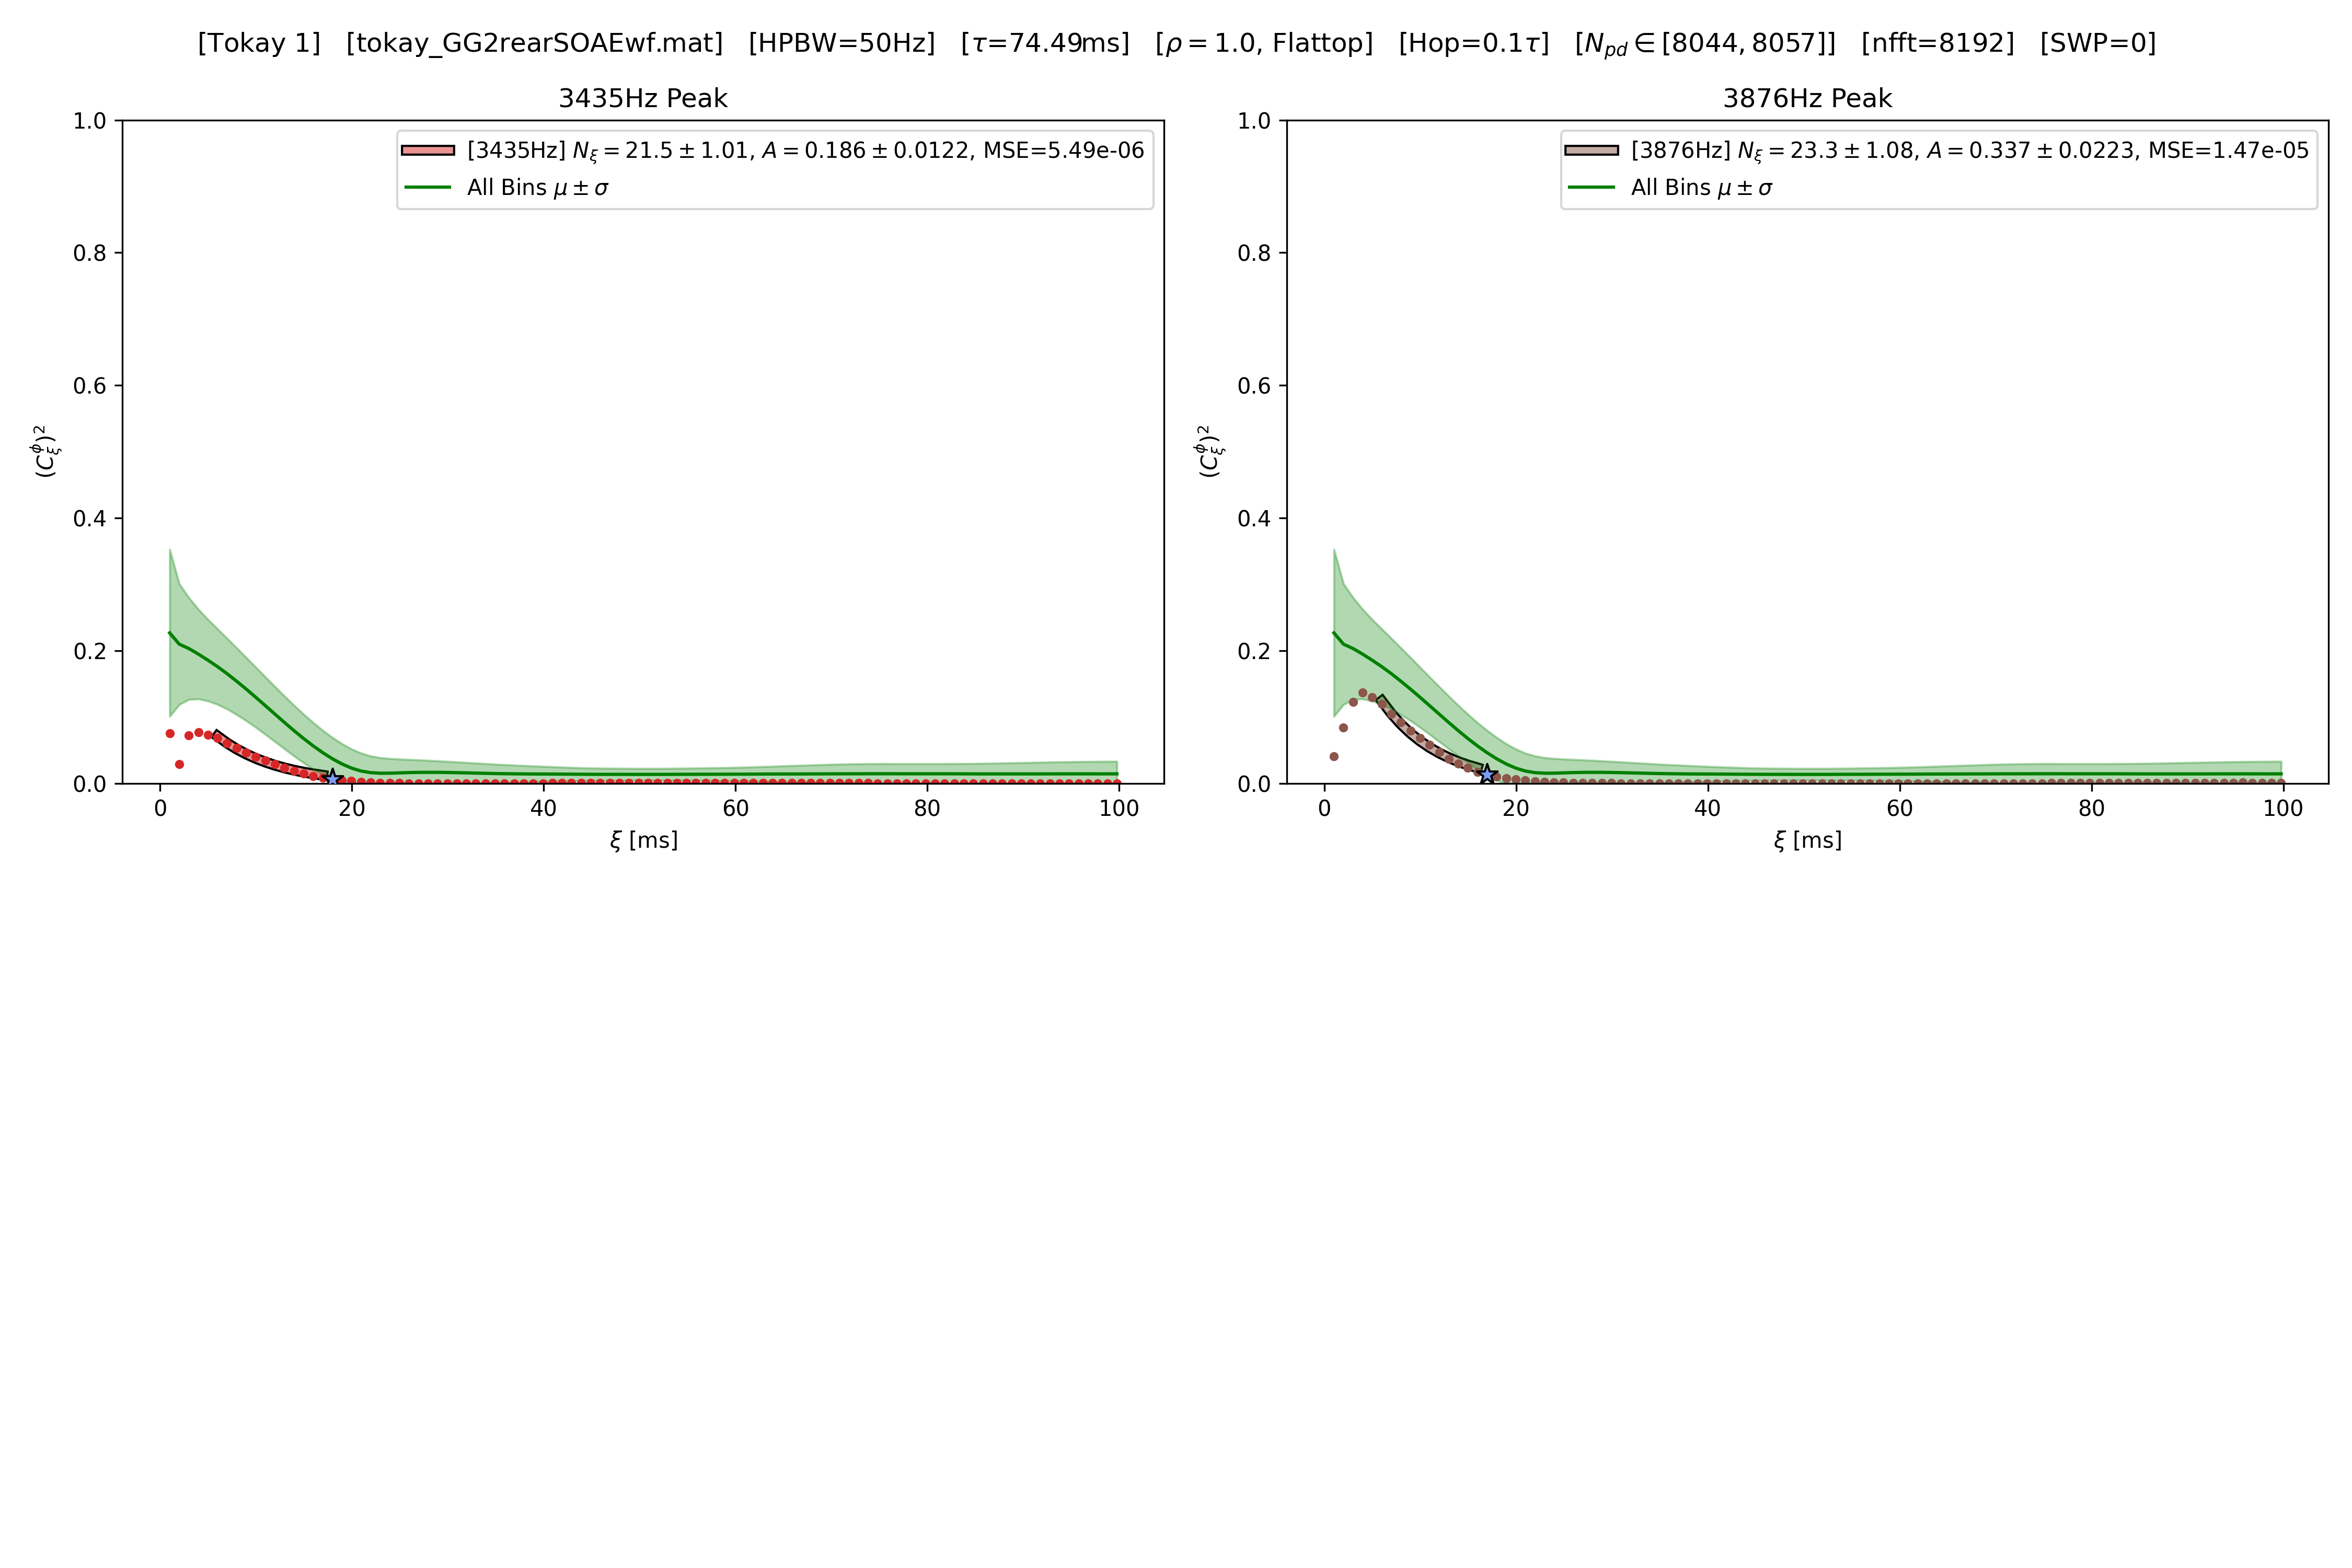 [Tokay 1] [tokay_GG2rearSOAEwf.mat] [HPBW=50Hz] [τ=74.49ms] [ρ = 1.0, Flattop] [Hop=0.1τ] [N_pd ∈ [8044, 8057]] [nfft=8192] [SWP=0]
3435Hz Peak
[3435Hz] N_ξ = 21.5 ± 1.01, A = 0.186 ± 0.0122, MSE=5.49e-06
All Bins μ ± σ
1.0
0.8
0.6
0.4
0.2
0.0
(C_ξ^ϕ)²
0 20 40 60 80 100
ξ [ms]
3876Hz Peak
[3876Hz] N_ξ = 23.3 ± 1.08, A = 0.337 ± 0.0223, MSE=1.47e-05
All Bins μ ± σ
1.0
0.8
0.6
0.4
0.2
0.0
(C_ξ^ϕ)²
0 20 40 60 80 100
ξ [ms]